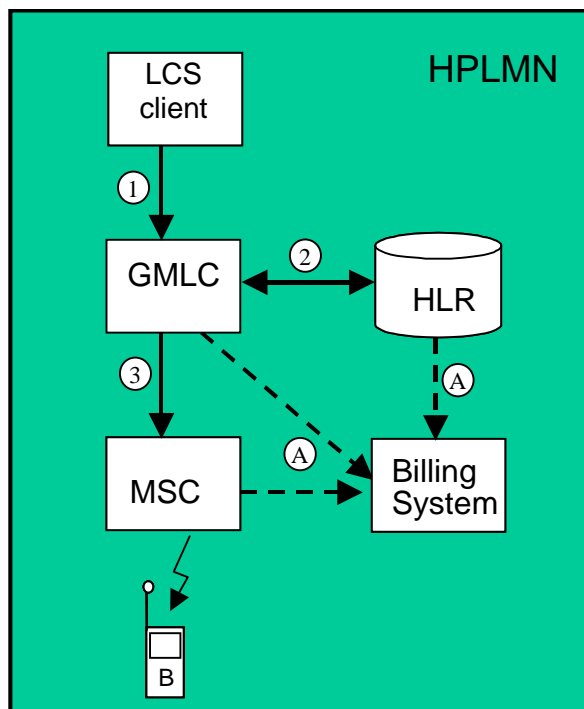 HPLMN
LCS
client
1
GMLC
2
HLR
3
A
A
MSC
Billing
System
B